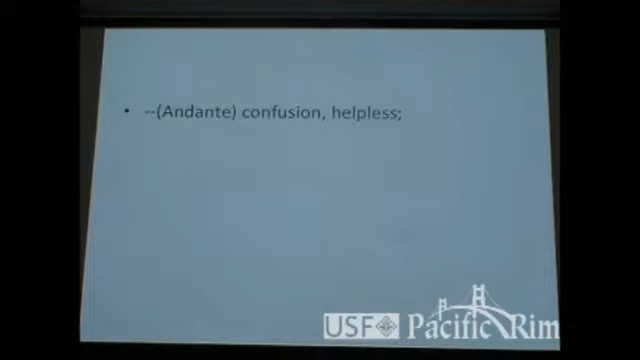 • --(Andante) confusion, helpless;
USF Pacific Rim